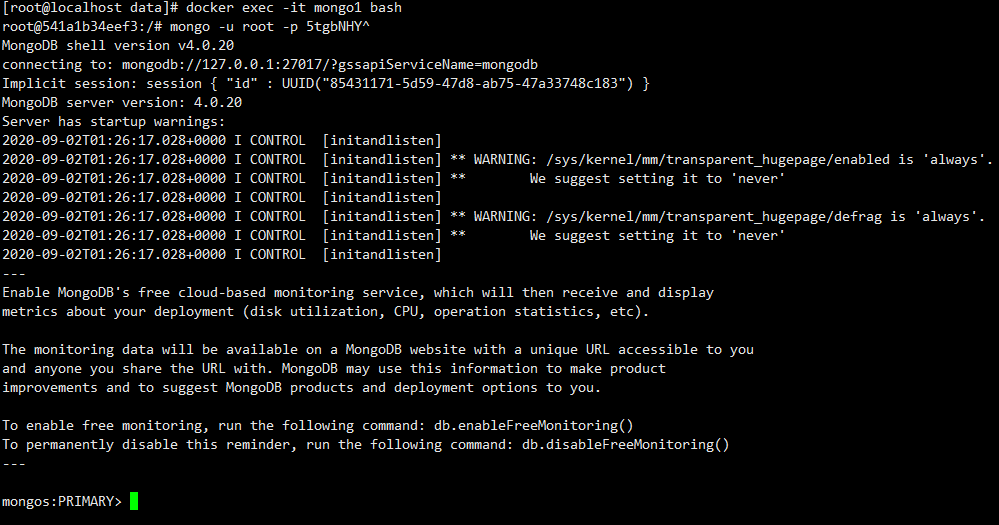 [root@localhost data]# docker exec -it mongo1 bash
root@541a1b34eef3:/# mongo -u root -p 5tgbNHY^
MongoDB shell version v4.0.20
connecting to: mongodb://127.0.0.1:27017/?gssapiServiceName=mongodb
Implicit session: session { "id" : UUID("85431171-5d59-47d8-ab75-47a33748c183") }
MongoDB server version: 4.0.20
Server has startup warnings:
2020-09-02T01:26:17.028+0000 I CONTROL  [initandlisten]
2020-09-02T01:26:17.028+0000 I CONTROL  [initandlisten] ** WARNING: /sys/kernel/mm/transparent_hugepage/enabled is 'always'.
2020-09-02T01:26:17.028+0000 I CONTROL  [initandlisten] **        We suggest setting it to 'never'
2020-09-02T01:26:17.028+0000 I CONTROL  [initandlisten]
2020-09-02T01:26:17.028+0000 I CONTROL  [initandlisten] ** WARNING: /sys/kernel/mm/transparent_hugepage/defrag is 'always'.
2020-09-02T01:26:17.028+0000 I CONTROL  [initandlisten] **        We suggest setting it to 'never'
2020-09-02T01:26:17.028+0000 I CONTROL  [initandlisten]
---
Enable MongoDB's free cloud-based monitoring service, which will then receive and display
metrics about your deployment (disk utilization, CPU, operation statistics, etc).

The monitoring data will be available on a MongoDB website with a unique URL accessible to you
and anyone you share the URL with. MongoDB may use this information to make product
improvements and to suggest MongoDB products and deployment options to you.

To enable free monitoring, run the following command: db.enableFreeMonitoring()
To permanently disable this reminder, run the following command: db.disableFreeMonitoring()
---

mongos:PRIMARY>